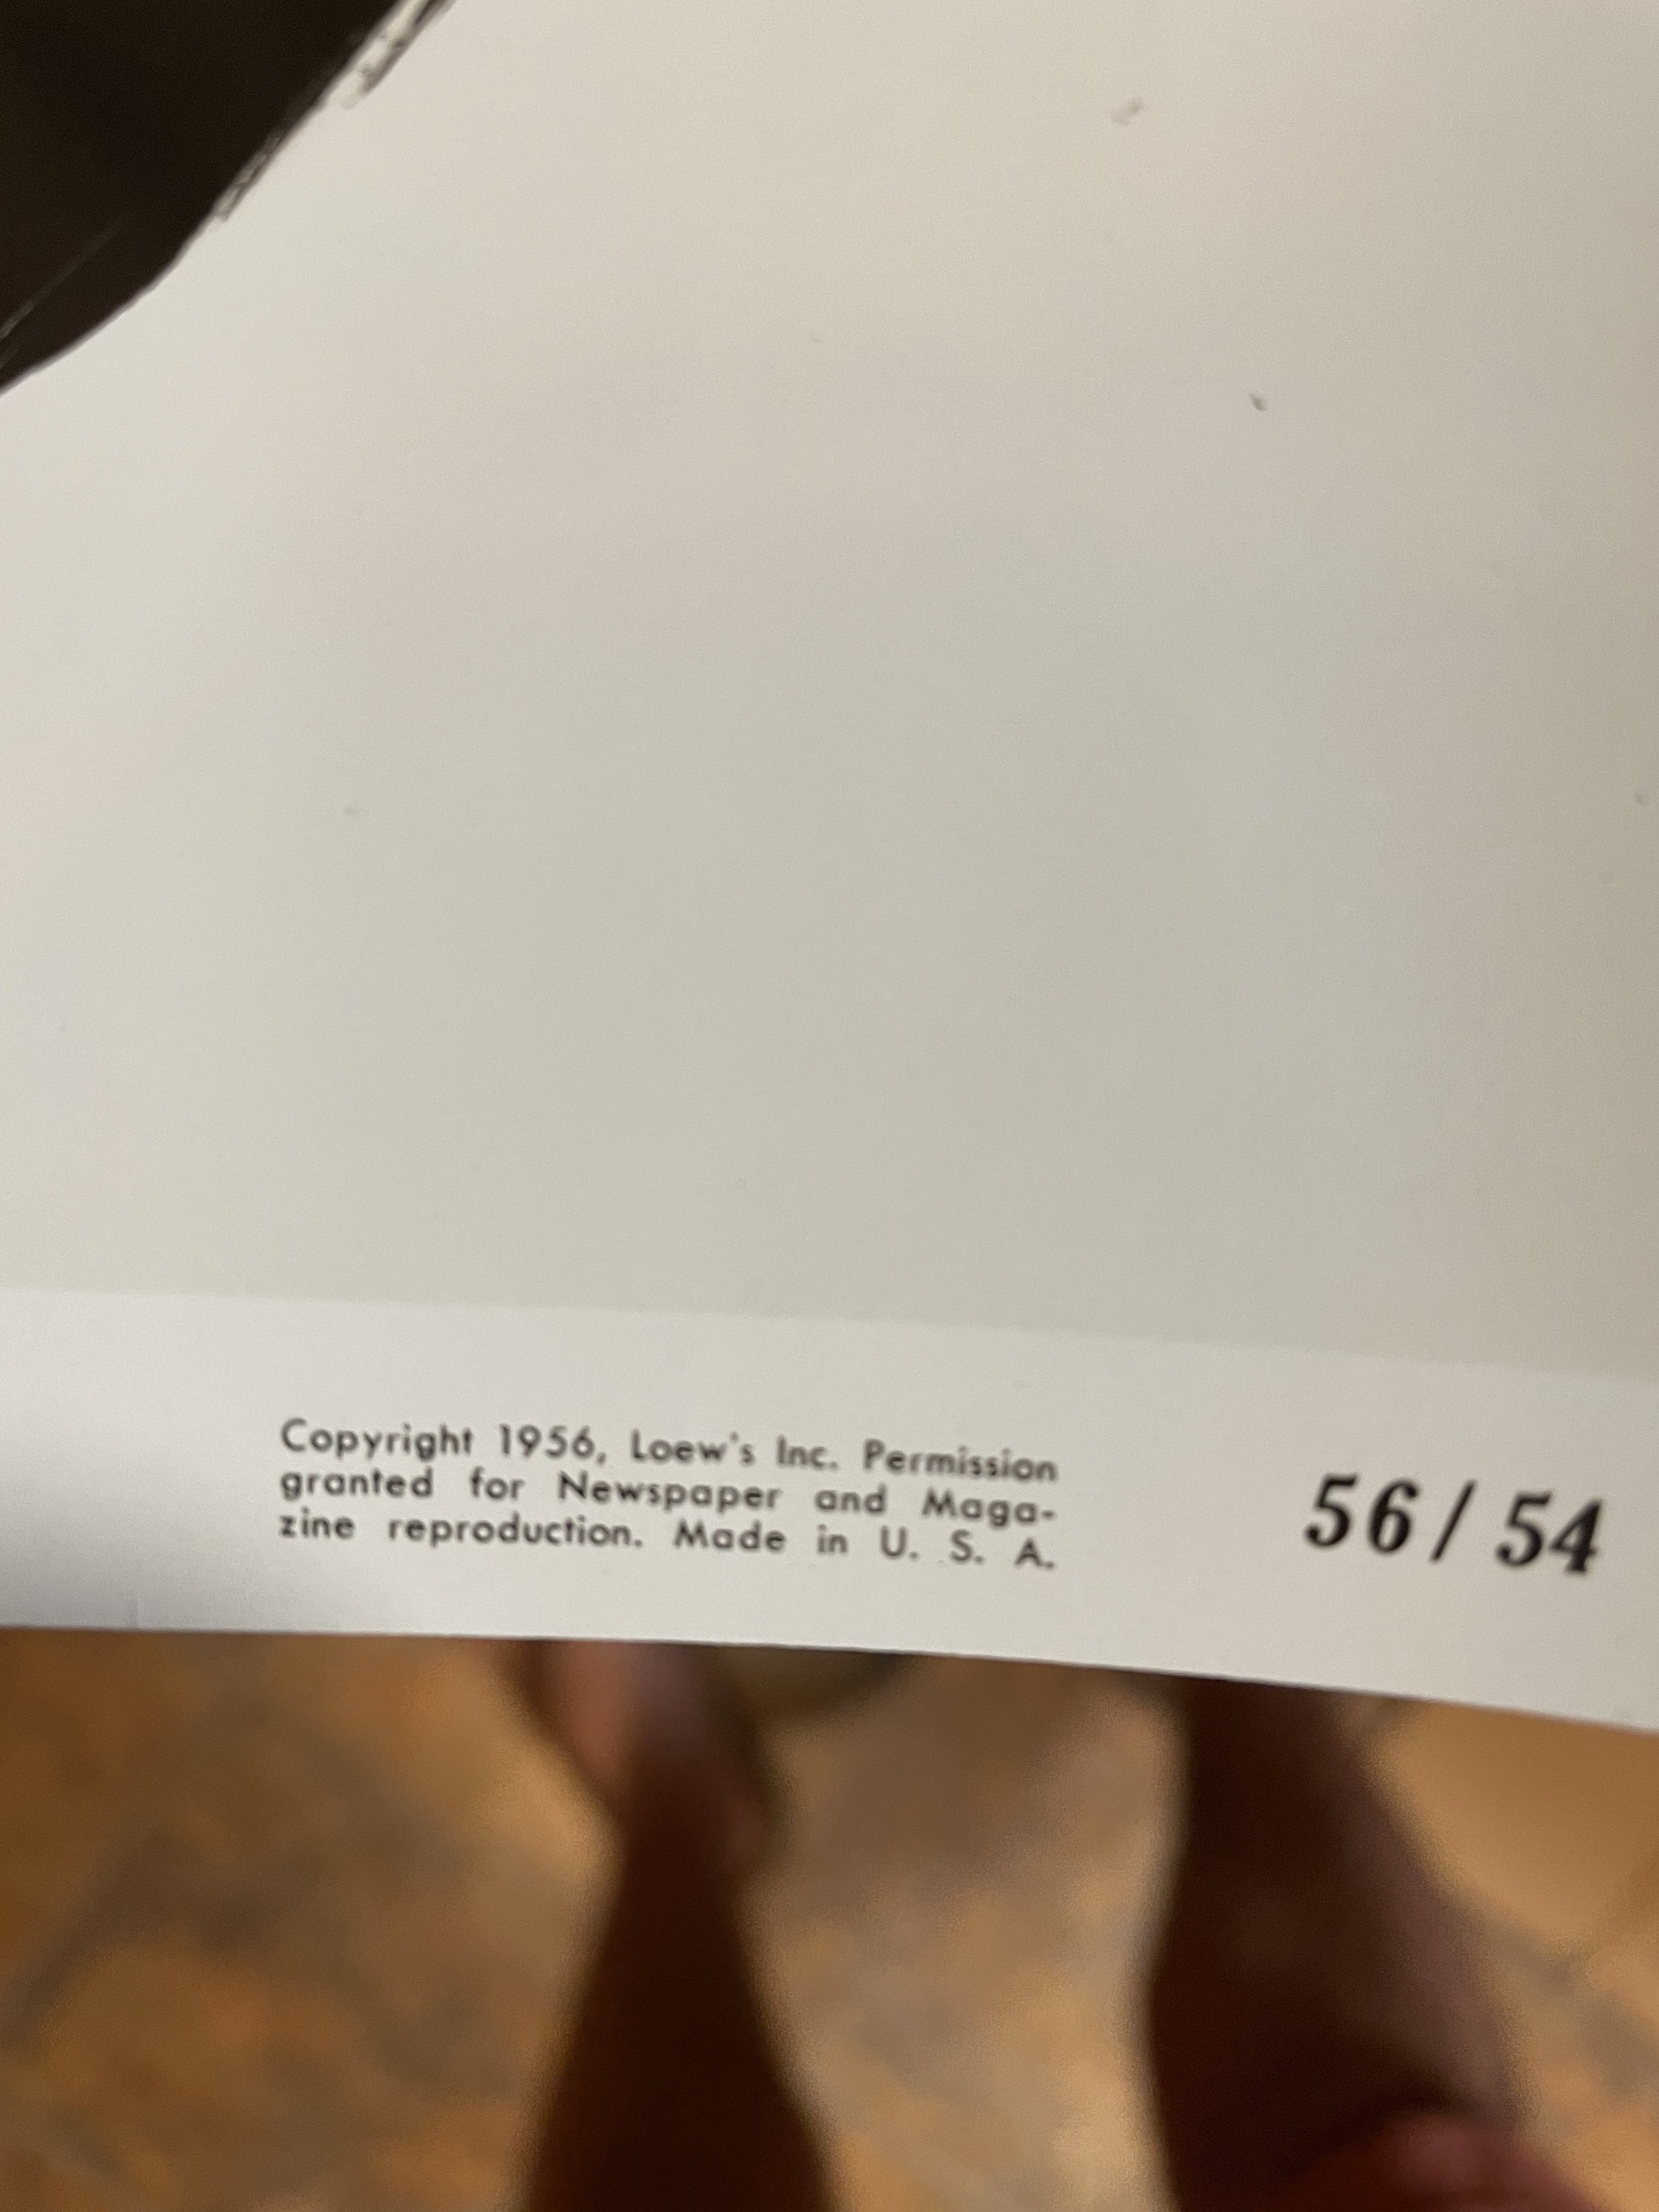 Copyright 1956, Loew's Inc. Permission
granted for Newspaper and Maga-
zine reproduction. Made in U. S. A.
56/54